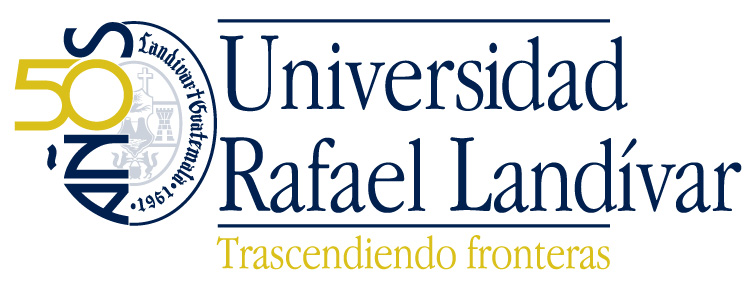 50 AÑOS
Landívar † Guatemala · 1961 ·
Universidad
Rafael Landívar
Trascendiendo fronteras